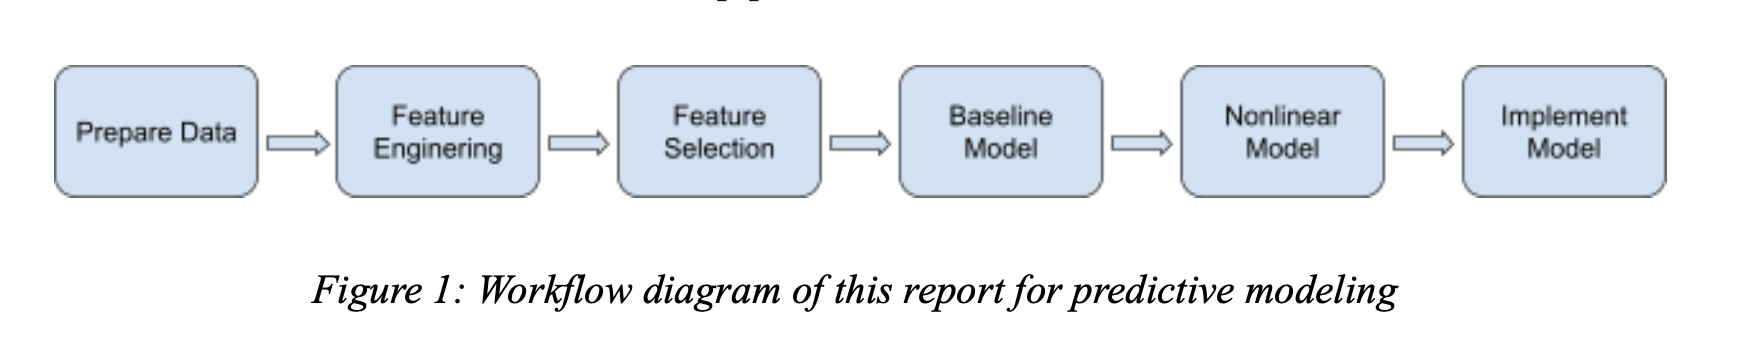 Prepare Data
Feature
Enginering
Feature
Selection
Baseline
Model
Nonlinear
Model
Implement
Model
Figure 1: Workflow diagram of this report for predictive modeling